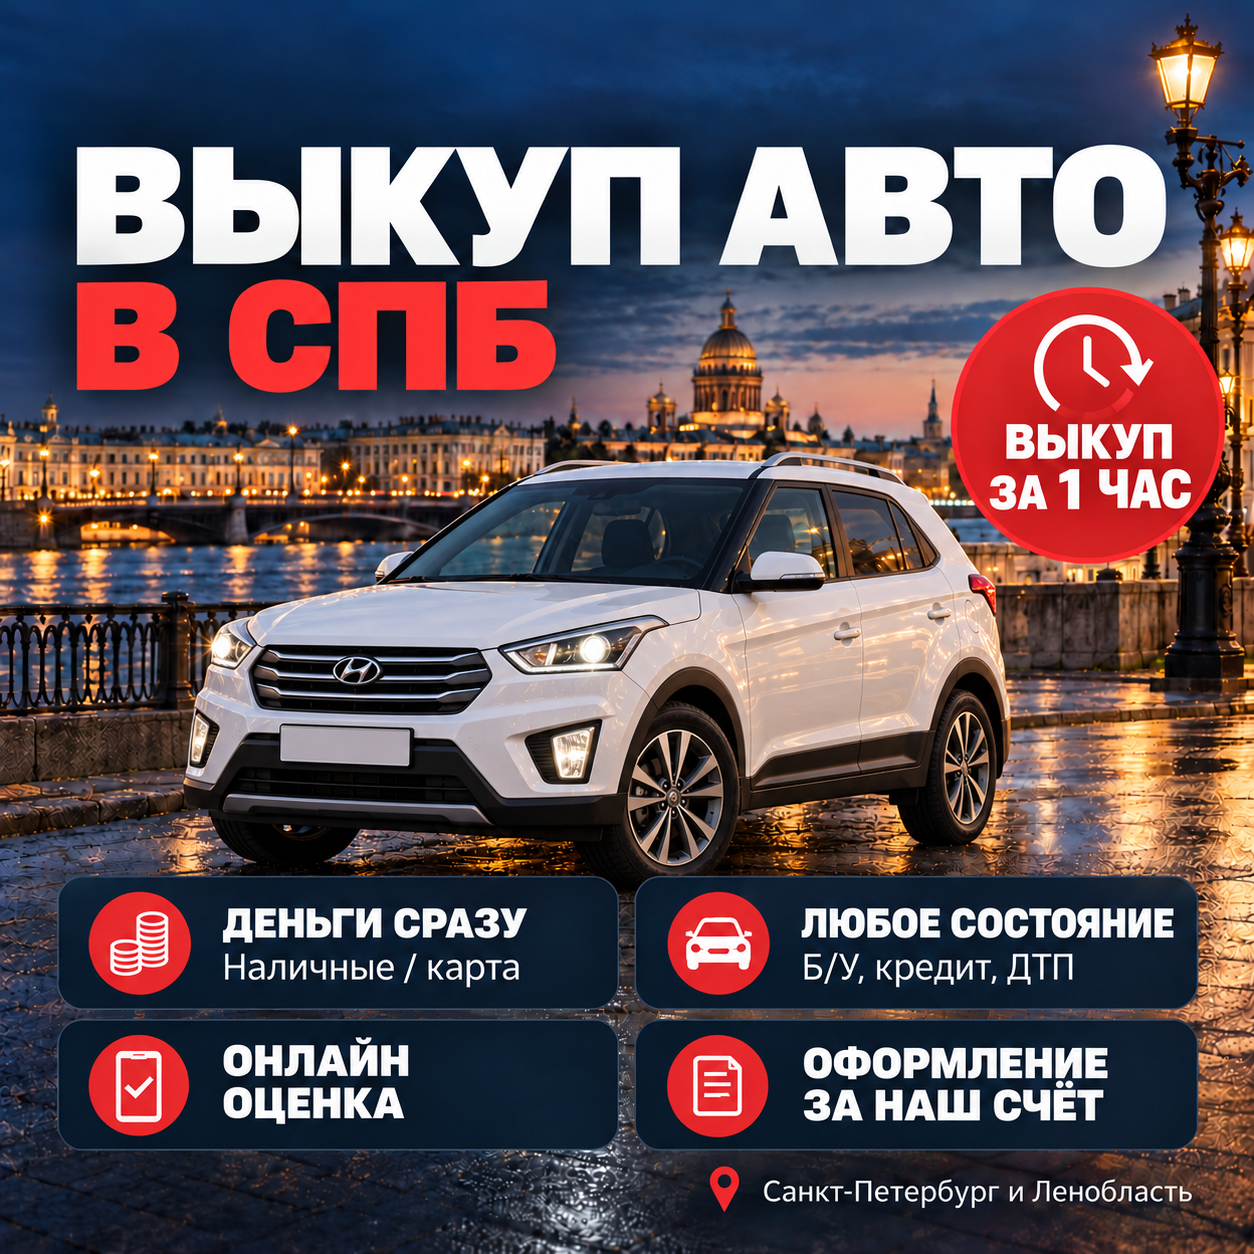 ВЫКУП АВТО
В СПБ
ВЫКУП
ЗА 1 ЧАС
ДЕНЬГИ СРАЗУ
Наличные / карта
ЛЮБОЕ СОСТОЯНИЕ
Б/У, кредит, ДТП
ОНЛАЙН
ОЦЕНКА
ОФОРМЛЕНИЕ
ЗА НАШ СЧЁТ
Санкт-Петербург и Ленобласть